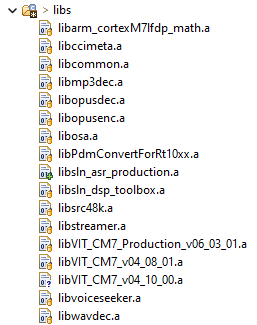 > libs
libarm_cortexM7lfdp_math.a
libccimeta.a
libcommon.a
libmp3dec.a
libopusdec.a
libopusenc.a
libosa.a
libPdmConvertForRt10xx.a
libsln_asr_production.a
libsln_dsp_toolbox.a
libsrc48k.a
libstreamer.a
libVIT_CM7_Production_v06_03_01.a
libVIT_CM7_v04_08_01.a
libVIT_CM7_v04_10_00.a
libvoiceseeker.a
libwavdec.a